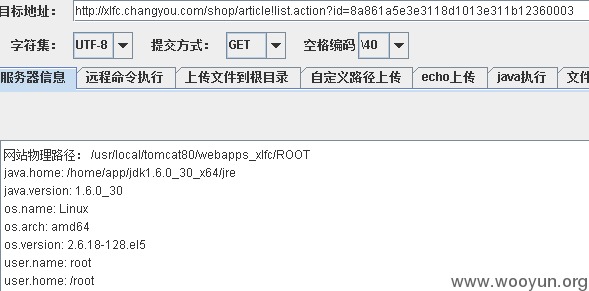 目标地址： http://xlfc.changyou.com/shop/article!list.action?id=8a861a5e3e3118d1013e311b12360003
字符集： UTF-8 提交方式： GET 空格编码 \40
服务器信息 远程命令执行 上传文件到根目录 自定义路径上传 echo上传 java执行 文件
网站物理路径： /usr/local/tomcat80/webapps_xlfc/ROOT
java.home: /home/app/jdk1.6.0_30_x64/jre
java.version: 1.6.0_30
os.name: Linux
os.arch: amd64
os.version: 2.6.18-128.el5
user.name: root
user.home: /root
www.wooyun.org